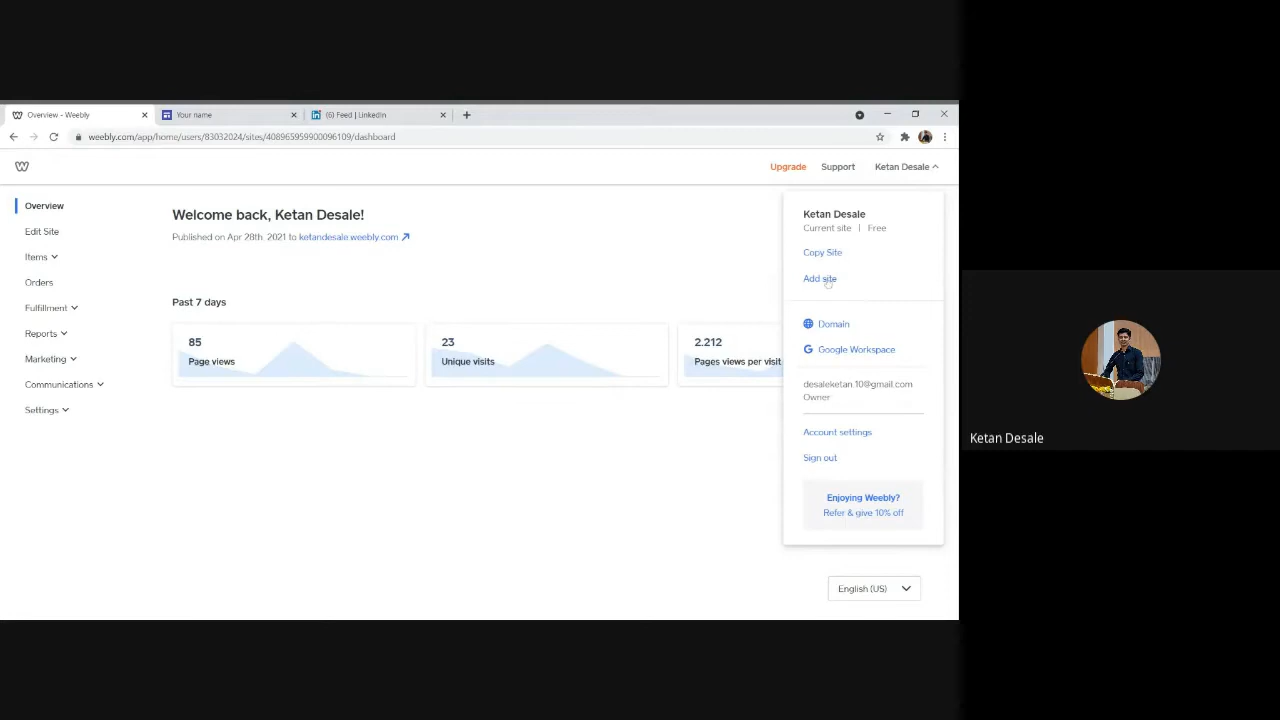 Overview - Weebly
Your name
(6) Feed | LinkedIn
weebly.com/app/home/users/83032024/sites/408965959900096109/dashboard
Upgrade
Support
Ketan Desale
Overview
Edit Site
Items
Orders
Fulfillment
Reports
Marketing
Communications
Settings
Welcome back, Ketan Desale!
Published on Apr 28th, 2021 to ketandesale.weebly.com
Past 7 days
85
Page views
23
Unique visits
2.212
Pages views per visit
Ketan Desale
Current site | Free
Copy Site
Add site
Domain
Google Workspace
desaleketan.10@gmail.com
Owner
Account settings
Sign out
Enjoying Weebly?
Refer & give 10% off
English (US)
Ketan Desale